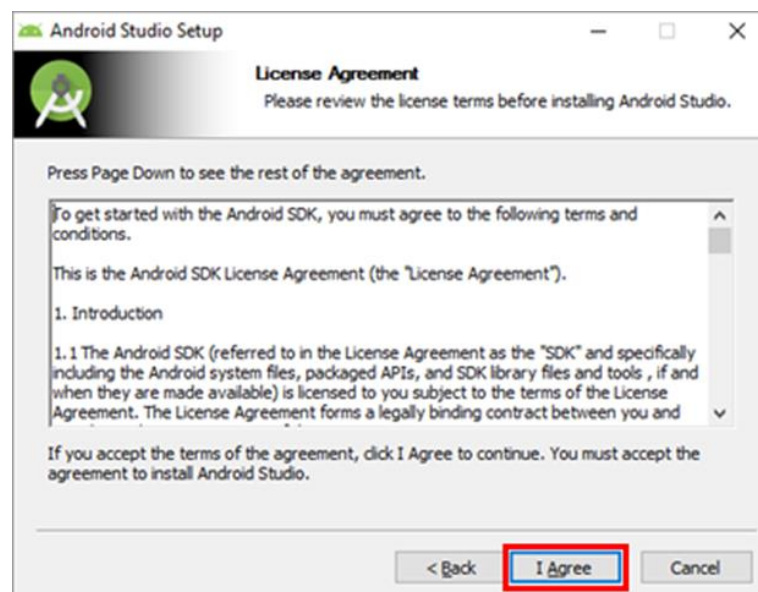 Android Studio Setup
License Agreement
Please review the license terms before installing Android Studio.
Press Page Down to see the rest of the agreement.
To get started with the Android SDK, you must agree to the following terms and
conditions.
This is the Android SDK License Agreement (the "License Agreement").
1. Introduction
1.1 The Android SDK (referred to in the License Agreement as the "SDK" and specifically
including the Android system files, packaged APIs, and SDK library files and tools , if and
when they are made available) is licensed to you subject to the terms of the License
Agreement. The License Agreement forms a legally binding contract between you and
If you accept the terms of the agreement, click I Agree to continue. You must accept the
agreement to install Android Studio.
< Back I Agree Cancel